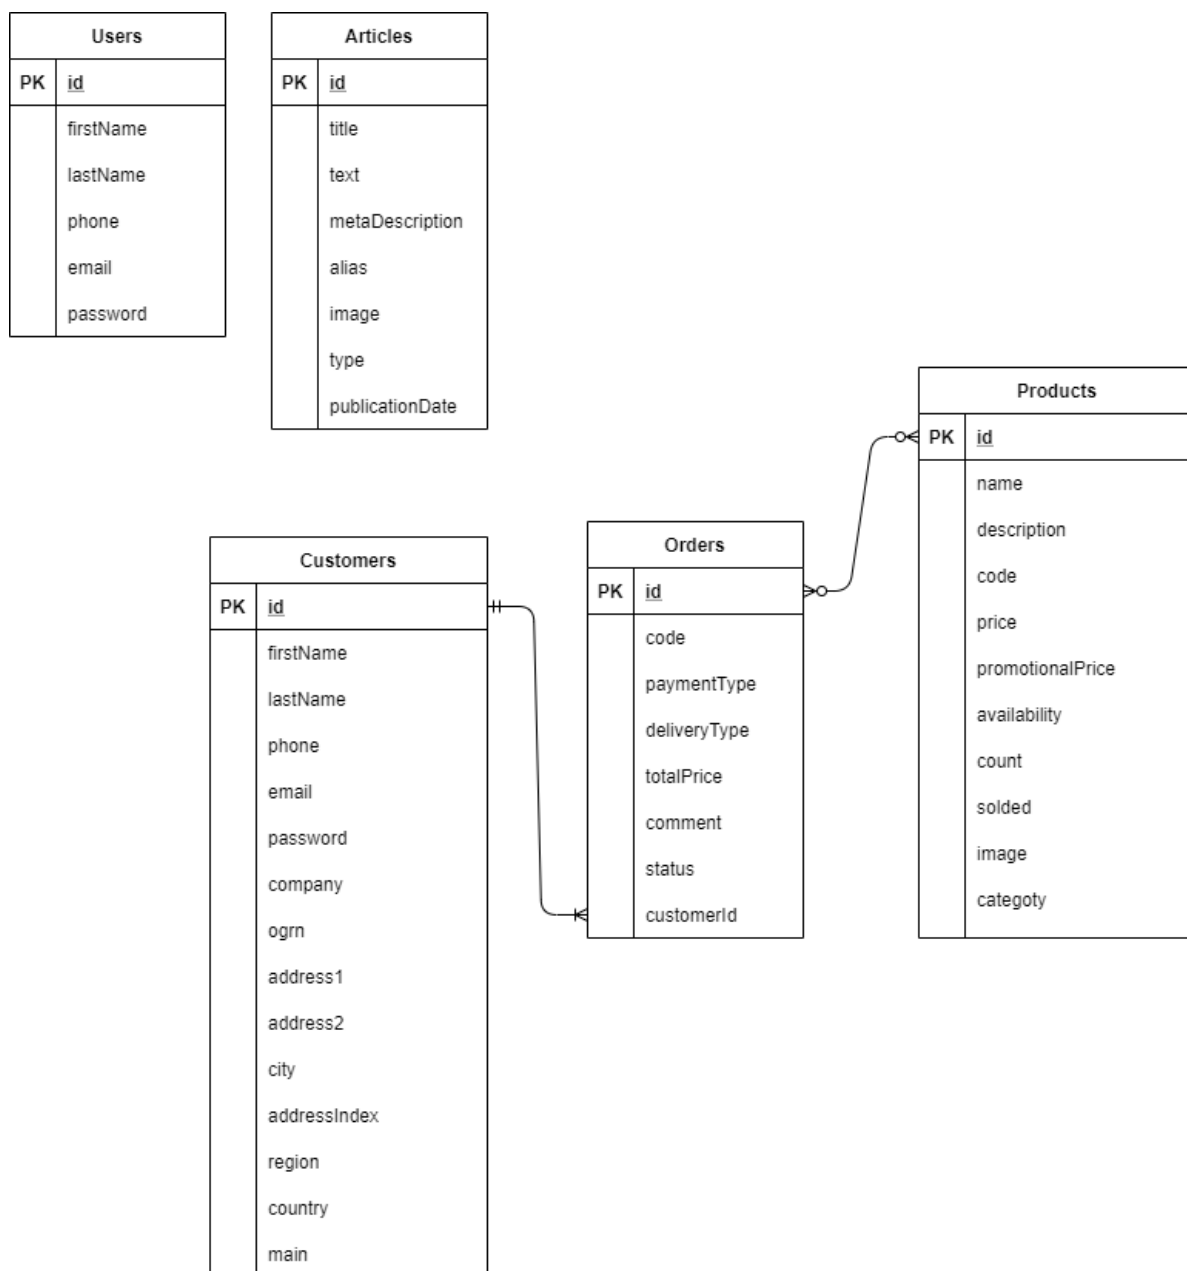 Users
PK id
firstName
lastName
phone
email
password
Articles
PK id
title
text
metaDescription
alias
image
type
publicationDate
Products
PK id
name
description
code
price
promotionalPrice
availability
count
solded
image
categoty
Orders
PK id
code
paymentType
deliveryType
totalPrice
comment
status
customerId
Customers
PK id
firstName
lastName
phone
email
password
company
ogrn
address1
address2
city
addressIndex
region
country
main